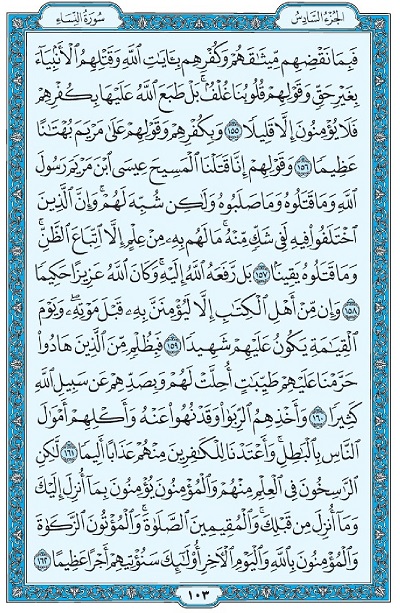 الجزء السادس
سورة النساء
فَبِمَا نَقْضِهِم مِّيثَٰقَهُمْ وَكُفْرِهِم بِـَٔايَٰتِ ٱللَّهِ وَقَتْلِهِمُ ٱلْأَنۢبِيَآءَ
بِغَيْرِ حَقٍّ وَقَوْلِهِمْ قُلُوبُنَا غُلْفُۢ ۚ بَلْ طَبَعَ ٱللَّهُ عَلَيْهَا بِكُفْرِهِمْ
فَلَا يُؤْمِنُونَ إِلَّا قَلِيلًا ١٥٥ وَبِكُفْرِهِمْ وَقَوْلِهِمْ عَلَىٰ مَرْيَمَ بُهْتَٰنًا
عَظِيمًا ١٥٦ وَقَوْلِهِمْ إِنَّا قَتَلْنَا ٱلْمَسِيحَ عِيسَى ٱبْنَ مَرْيَمَ رَسُولَ
ٱللَّهِ وَمَا قَتَلُوهُ وَمَا صَلَبُوهُ وَلَٰكِن شُبِّهَ لَهُمْ ۚ وَإِنَّ ٱلَّذِينَ
ٱخْتَلَفُوا۟ فِيهِ لَفِى شَكٍّ مِّنْهُ ۚ مَا لَهُم بِهِۦ مِنْ عِلْمٍ إِلَّا ٱتِّبَاعَ ٱلظَّنِّ ۚ
وَمَا قَتَلُوهُ يَقِينًۢا ١٥٧ بَل رَّفَعَهُ ٱللَّهُ إِلَيْهِ ۚ وَكَانَ ٱللَّهُ عَزِيزًا حَكِيمًا
١٥٨ وَإِن مِّنْ أَهْلِ ٱلْكِتَٰبِ إِلَّا لَيُؤْمِنَنَّ بِهِۦ قَبْلَ مَوْتِهِۦ ۖ وَيَوْمَ
ٱلْقِيَٰمَةِ يَكُونُ عَلَيْهِمْ شَهِيدًا ١٥٩ فَبِظُلْمٍ مِّنَ ٱلَّذِينَ هَادُوا۟
حَرَّمْنَا عَلَيْهِمْ طَيِّبَٰتٍ أُحِلَّتْ لَهُمْ وَبِصَدِّهِمْ عَن سَبِيلِ ٱللَّهِ
كَثِيرًا ١٦٠ وَأَخْذِهِمُ ٱلرِّبَوٰا۟ وَقَدْ نُهُوا۟ عَنْهُ وَأَكْلِهِمْ أَمْوَٰلَ
ٱلنَّاسِ بِٱلْبَٰطِلِ ۚ وَأَعْتَدْنَا لِلْكَٰفِرِينَ مِنْهُمْ عَذَابًا أَلِيمًا ١٦١ لَّٰكِنِ
ٱلرَّٰسِخُونَ فِى ٱلْعِلْمِ مِنْهُمْ وَٱلْمُؤْمِنُونَ يُؤْمِنُونَ بِمَآ أُنزِلَ إِلَيْكَ
وَمَآ أُنزِلَ مِن قَبْلِكَ ۚ وَٱلْمُقِيمِينَ ٱلصَّلَوٰةَ ۚ وَٱلْمُؤْتُونَ ٱلزَّكَوٰةَ
وَٱلْمُؤْمِنُونَ بِٱللَّهِ وَٱلْيَوْمِ ٱلْءَاخِرِ أُو۟لَٰٓئِكَ سَنُؤْتِيهِمْ أَجْرًا عَظِيمًا ١٦٢
١٠٣